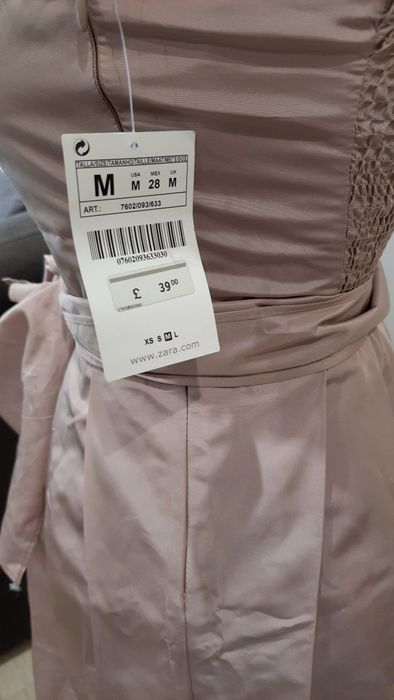 TALLA/SIZE/TAMANHO/TAILLE/MAAT/ΜΕΓΕΘΟΣ
M
USA MEX UK
M 28 M
ART.: 7602/093/633
07602093633030
£ 39 00
XS S M L
www.zara.com